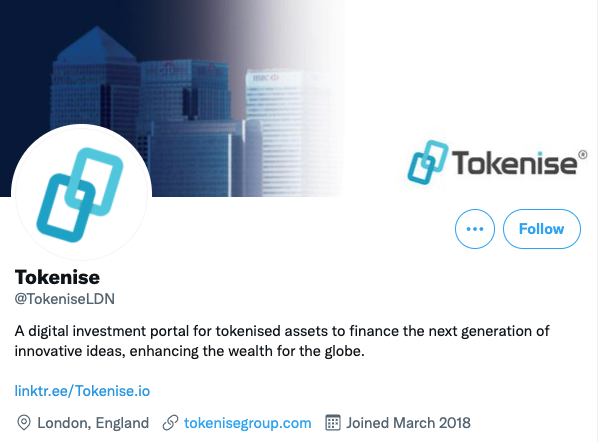 HSBC
Tokenise®
Follow
Tokenise
@TokeniseLDN
A digital investment portal for tokenised assets to finance the next generation of
innovative ideas, enhancing the wealth for the globe.
linktr.ee/Tokenise.io
London, England tokenisegroup.com Joined March 2018